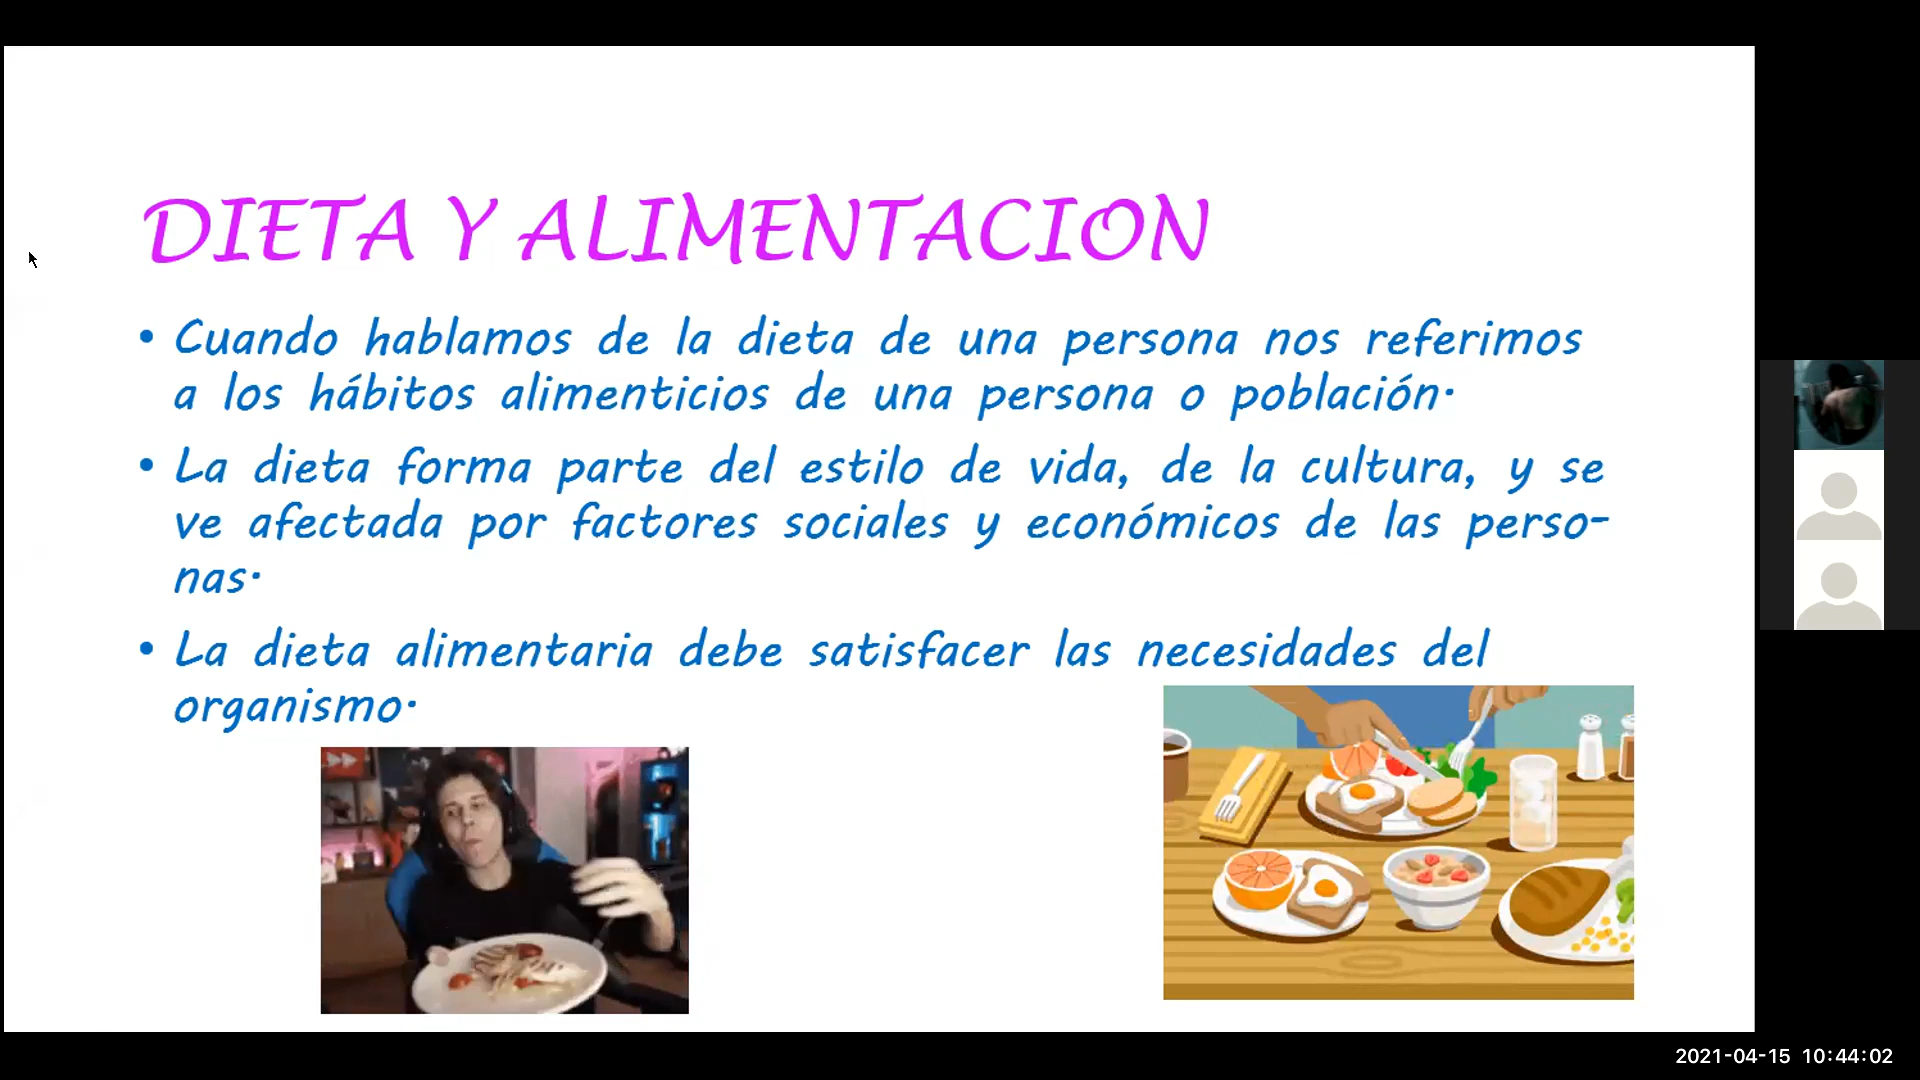 DIETA Y ALIMENTACION
• Cuando hablamos de la dieta de una persona nos referimos
a los hábitos alimenticios de una persona o población.
• La dieta forma parte del estilo de vida, de la cultura, y se
ve afectada por factores sociales y económicos de las perso-
nas.
• La dieta alimentaria debe satisfacer las necesidades del
organismo.
2021-04-15 10:44:02